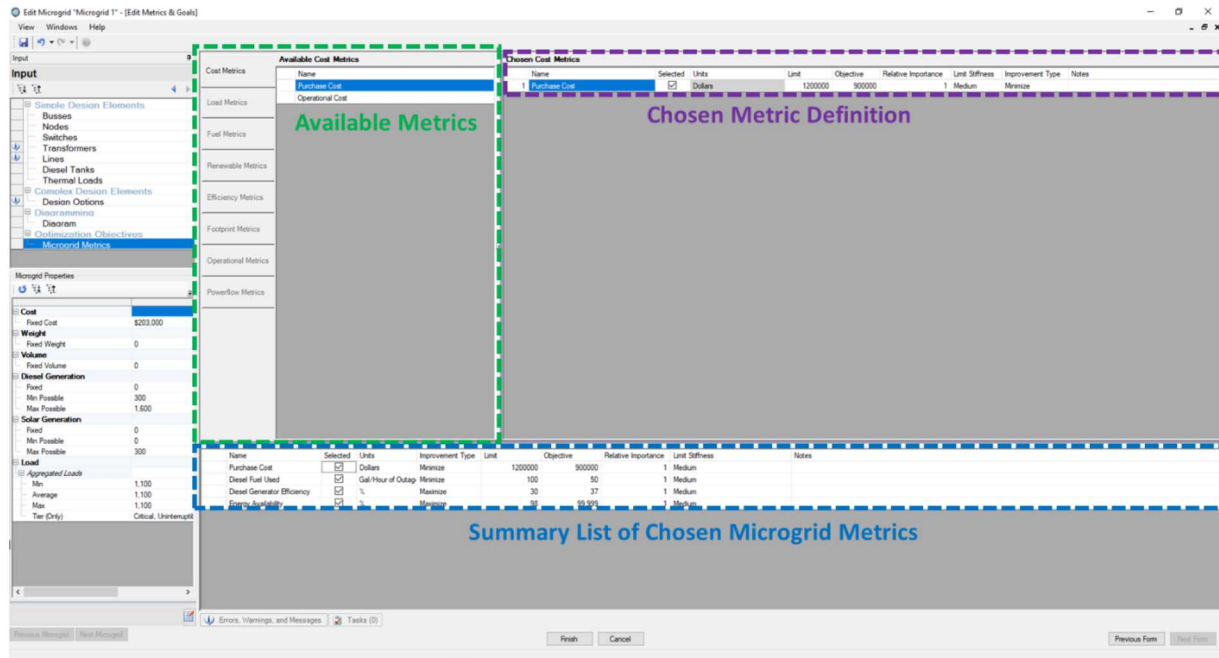 Edit Microgrid "Microgrid 1" - [Edit Metrics & Goals]
View Windows Help
Input
Input
Simple Design Elements
Busses
Nodes
Switches
Transformers
Lines
Diesel Tanks
Thermal Loads
Complex Design Elements
Design Options
Diagramming
Diagram
Optimization Objectives
Microgrid Metrics
Microgrid Properties
Cost
Fixed Cost $203,000
Weight
Fixed Weight 0
Volume
Fixed Volume 0
Diesel Generation
Fixed 0
Min Possible 300
Max Possible 1,600
Solar Generation
Fixed 0
Min Possible 0
Max Possible 300
Load
Aggregated Loads
Min 1,100
Average 1,100
Max 1,100
Tier (Only) Critical, Uninterruptib
Previous Microgrid Next Microgrid
Cost Metrics
Load Metrics
Fuel Metrics
Renewable Metrics
Efficiency Metrics
Footprint Metrics
Operational Metrics
Powerflow Metrics
Available Cost Metrics
Name
Purchase Cost
Operational Cost
Available Metrics
Chosen Cost Metrics
Name Selected Units Limit Objective Relative Importance Limit Stiffness Improvement Type Notes
1 Purchase Cost Dollars 1200000 900000 1 Medium Minimize
Chosen Metric Definition
Name Selected Units Improvement Type Limit Objective Relative Importance Limit Stiffness Notes
Purchase Cost Dollars Minimize 1200000 900000 1 Medium
Diesel Fuel Used Gal/Hour of Outag Minimize 100 50 1 Medium
Diesel Generator Efficiency % Maximize 30 37 1 Medium
Energy Availability % Maximize 98 99.999 1 Medium
Summary List of Chosen Microgrid Metrics
Errors, Warnings, and Messages Tasks (0)
Finish Cancel Previous Form Next Form